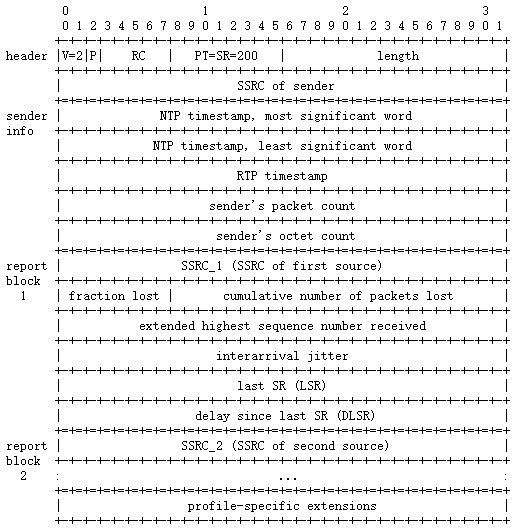 0                   1                   2                   3
        0 1 2 3 4 5 6 7 8 9 0 1 2 3 4 5 6 7 8 9 0 1 2 3 4 5 6 7 8 9 0 1
       +-+-+-+-+-+-+-+-+-+-+-+-+-+-+-+-+-+-+-+-+-+-+-+-+-+-+-+-+-+-+-+-+
header |V=2|P|    RC   |   PT=SR=200   |             length            |
       +-+-+-+-+-+-+-+-+-+-+-+-+-+-+-+-+-+-+-+-+-+-+-+-+-+-+-+-+-+-+-+-+
       |                         SSRC of sender                        |
       +=+=+=+=+=+=+=+=+=+=+=+=+=+=+=+=+=+=+=+=+=+=+=+=+=+=+=+=+=+=+=+=+
sender |              NTP timestamp, most significant word             |
info   +-+-+-+-+-+-+-+-+-+-+-+-+-+-+-+-+-+-+-+-+-+-+-+-+-+-+-+-+-+-+-+-+
       |             NTP timestamp, least significant word             |
       +-+-+-+-+-+-+-+-+-+-+-+-+-+-+-+-+-+-+-+-+-+-+-+-+-+-+-+-+-+-+-+-+
       |                         RTP timestamp                         |
       +-+-+-+-+-+-+-+-+-+-+-+-+-+-+-+-+-+-+-+-+-+-+-+-+-+-+-+-+-+-+-+-+
       |                     sender's packet count                     |
       +-+-+-+-+-+-+-+-+-+-+-+-+-+-+-+-+-+-+-+-+-+-+-+-+-+-+-+-+-+-+-+-+
       |                      sender's octet count                     |
       +=+=+=+=+=+=+=+=+=+=+=+=+=+=+=+=+=+=+=+=+=+=+=+=+=+=+=+=+=+=+=+=+
report |                 SSRC_1 (SSRC of first source)                 |
block  +-+-+-+-+-+-+-+-+-+-+-+-+-+-+-+-+-+-+-+-+-+-+-+-+-+-+-+-+-+-+-+-+
  1    | fraction lost |       cumulative number of packets lost       |
       +-+-+-+-+-+-+-+-+-+-+-+-+-+-+-+-+-+-+-+-+-+-+-+-+-+-+-+-+-+-+-+-+
       |           extended highest sequence number received           |
       +-+-+-+-+-+-+-+-+-+-+-+-+-+-+-+-+-+-+-+-+-+-+-+-+-+-+-+-+-+-+-+-+
       |                      interarrival jitter                      |
       +-+-+-+-+-+-+-+-+-+-+-+-+-+-+-+-+-+-+-+-+-+-+-+-+-+-+-+-+-+-+-+-+
       |                         last SR (LSR)                         |
       +-+-+-+-+-+-+-+-+-+-+-+-+-+-+-+-+-+-+-+-+-+-+-+-+-+-+-+-+-+-+-+-+
       |                   delay since last SR (DLSR)                  |
       +=+=+=+=+=+=+=+=+=+=+=+=+=+=+=+=+=+=+=+=+=+=+=+=+=+=+=+=+=+=+=+=+
report |                 SSRC_2 (SSRC of second source)                |
block  +-+-+-+-+-+-+-+-+-+-+-+-+-+-+-+-+-+-+-+-+-+-+-+-+-+-+-+-+-+-+-+-+
  2    :                               ...                             :
       +=+=+=+=+=+=+=+=+=+=+=+=+=+=+=+=+=+=+=+=+=+=+=+=+=+=+=+=+=+=+=+=+
       |                  profile-specific extensions                  |
       +-+-+-+-+-+-+-+-+-+-+-+-+-+-+-+-+-+-+-+-+-+-+-+-+-+-+-+-+-+-+-+-+